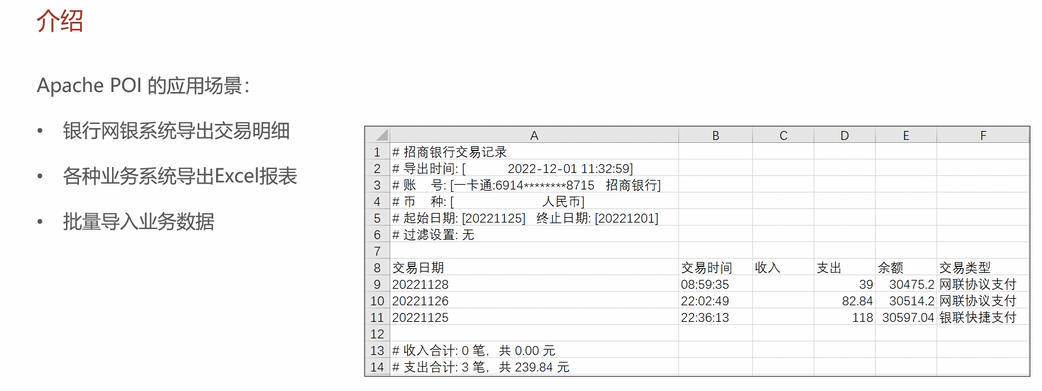 介绍
Apache POI 的应用场景：
• 银行网银系统导出交易明细
• 各种业务系统导出Excel报表
• 批量导入业务数据
A B C D E F
1 # 招商银行交易记录
2 # 导出时间: [ 2022-12-01 11:32:59]
3 # 账 号: [一卡通:6914********8715 招商银行]
4 # 币 种: [ 人民币]
5 # 起始日期: [20221125] 终止日期: [20221201]
6 # 过滤设置: 无
7
8 交易日期 交易时间 收入 支出 余额 交易类型
9 20221128 08:59:35 39 30475.2 网联协议支付
10 20221126 22:02:49 82.84 30514.2 网联协议支付
11 20221125 22:36:13 118 30597.04 银联快捷支付
12
13 # 收入合计: 0 笔，共 0.00 元
14 # 支出合计: 3 笔，共 239.84 元